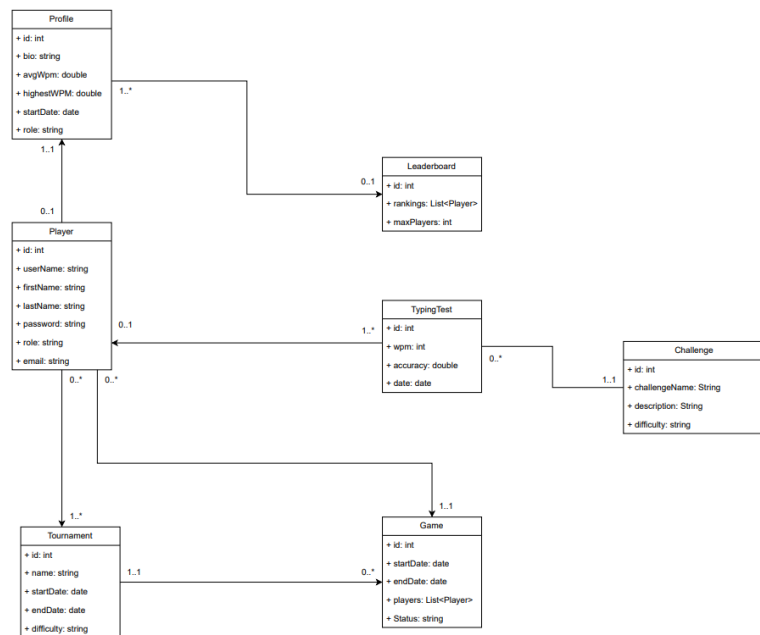 Profile
+ id: int
+ bio: string
+ avgWpm: double
+ highestWPM: double
+ startDate: date
+ role: string
1..*
1..1
0..1
0..1
Leaderboard
+ id: int
+ rankings: List<Player>
+ maxPlayers: int
Player
+ id: int
+ userName: string
+ firstName: string
+ lastName: string
+ password: string
+ role: string
+ email: string
0..1
1..*
TypingTest
+ id: int
+ wpm: int
+ accuracy: double
+ date: date
0..*
1..1
Challenge
+ id: int
+ challengeName: String
+ description: String
+ difficulty: string
0..*
0..*
1..*
1..1
Tournament
+ id: int
+ name: string
+ startDate: date
+ endDate: date
+ difficulty: string
1..1
0..*
Game
+ id: int
+ startDate: date
+ endDate: date
+ players: List<Player>
+ Status: string